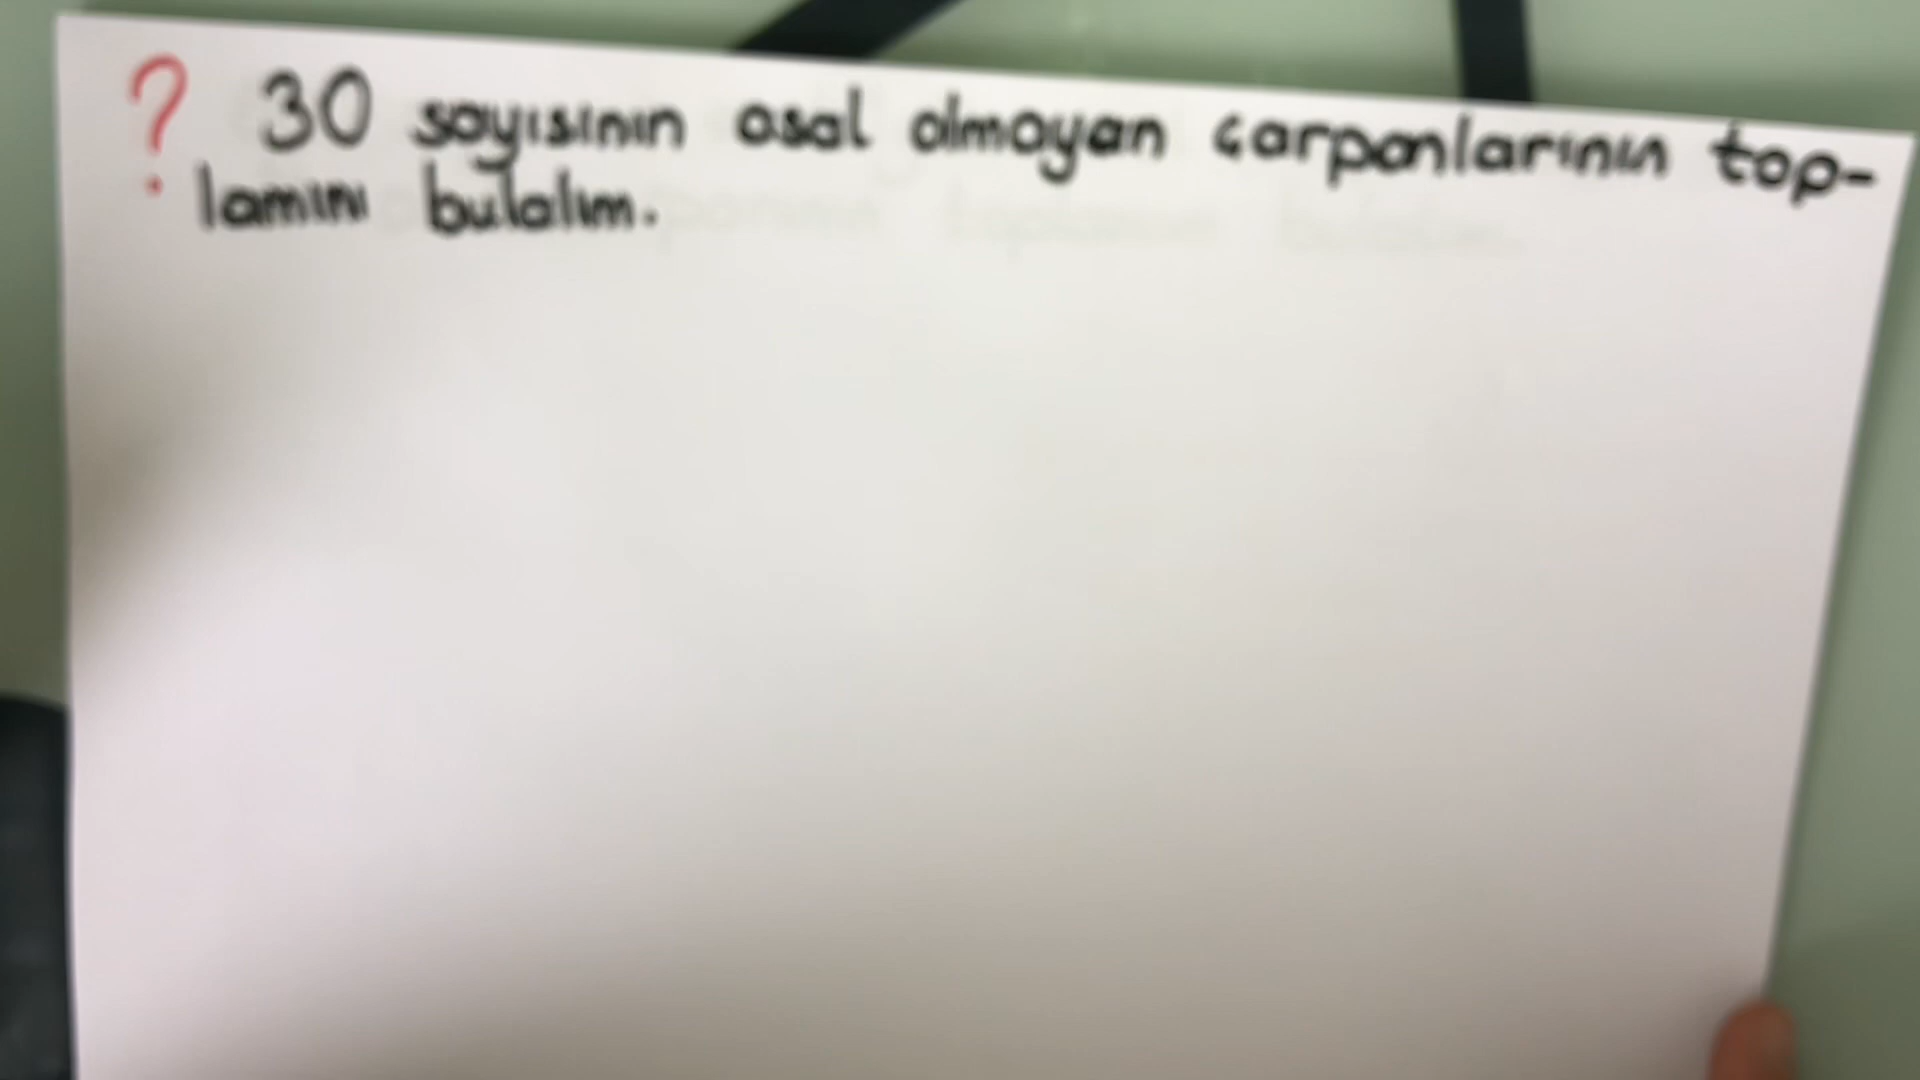 ? 30 sayısının asal olmayan çarpanlarının top-
lamını bulalım.